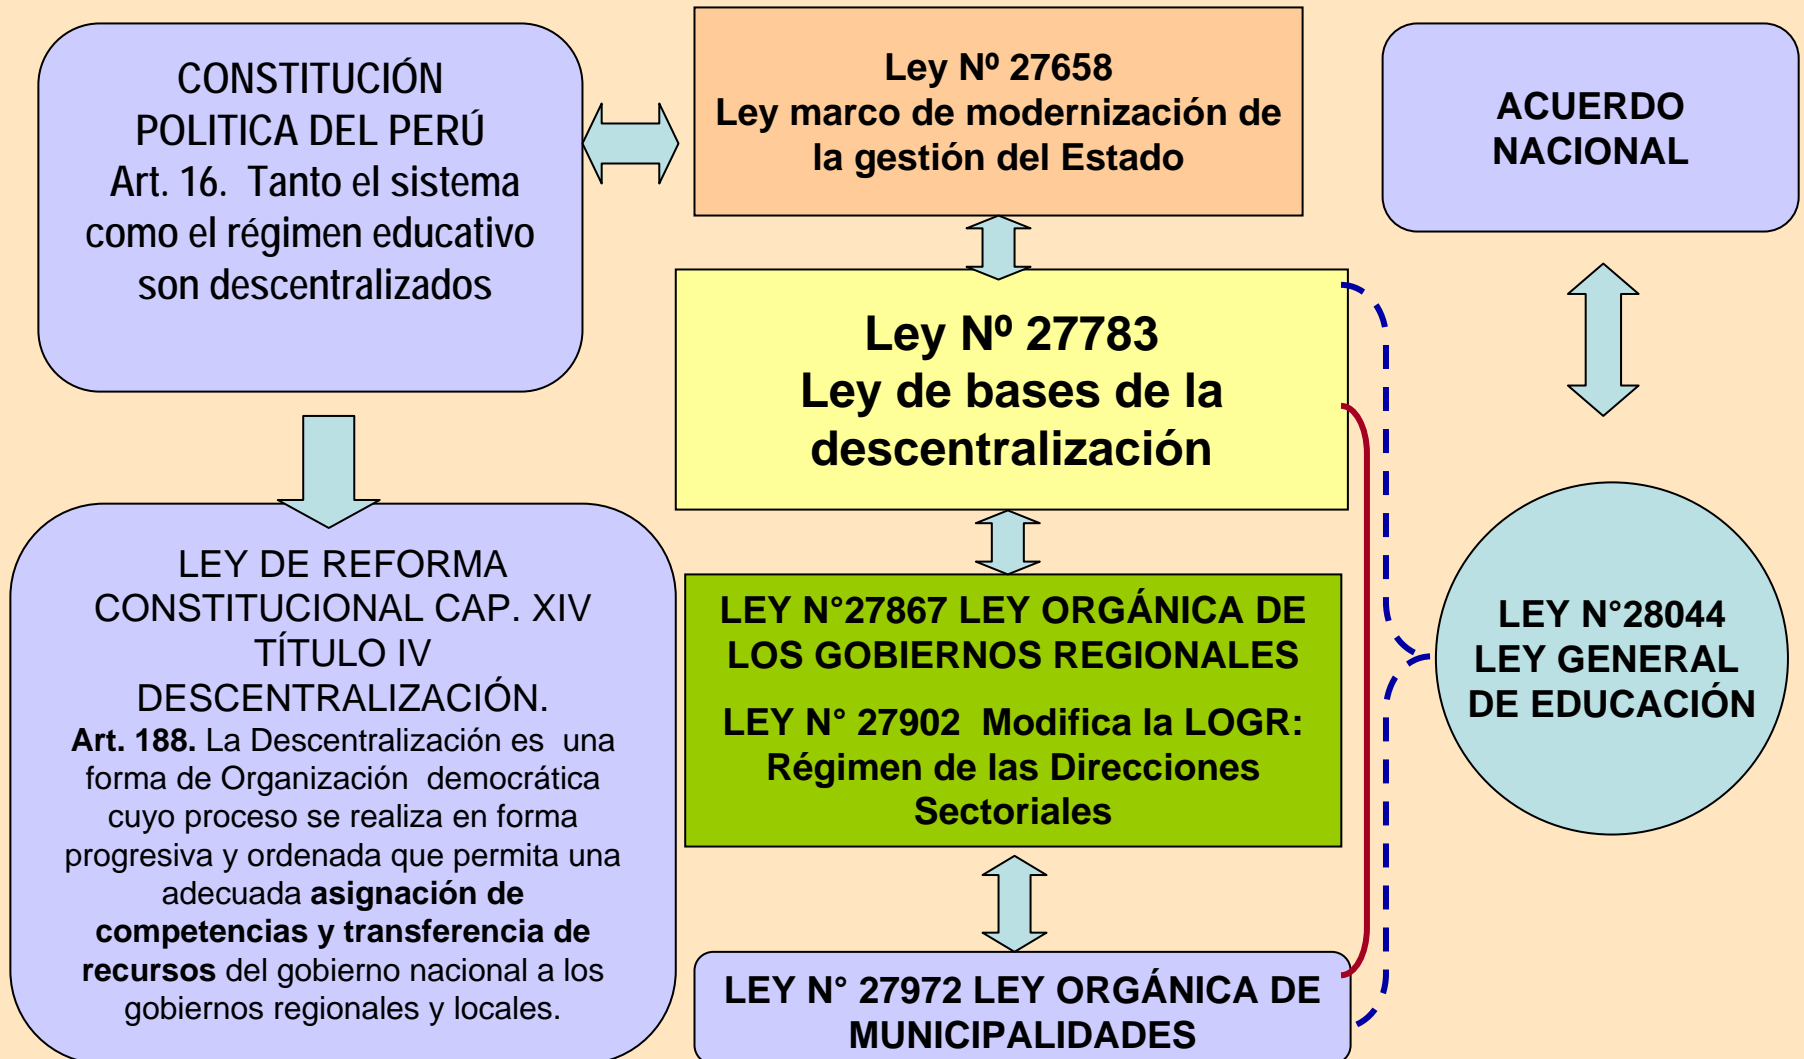 CONSTITUCIÓN
POLITICA DEL PERÚ
Art. 16. Tanto el sistema
como el régimen educativo
son descentralizados
Ley Nº 27658
Ley marco de modernización de
la gestión del Estado
ACUERDO
NACIONAL
Ley Nº 27783
Ley de bases de la
descentralización
LEY DE REFORMA
CONSTITUCIONAL CAP. XIV
TÍTULO IV
DESCENTRALIZACIÓN.
Art. 188. La Descentralización es una
forma de Organización democrática
cuyo proceso se realiza en forma
progresiva y ordenada que permita una
adecuada asignación de
competencias y transferencia de
recursos del gobierno nacional a los
gobiernos regionales y locales.
LEY N°27867 LEY ORGÁNICA DE
LOS GOBIERNOS REGIONALES
LEY N° 27902 Modifica la LOGR:
Régimen de las Direcciones
Sectoriales
LEY N°28044
LEY GENERAL
DE EDUCACIÓN
LEY N° 27972 LEY ORGÁNICA DE
MUNICIPALIDADES